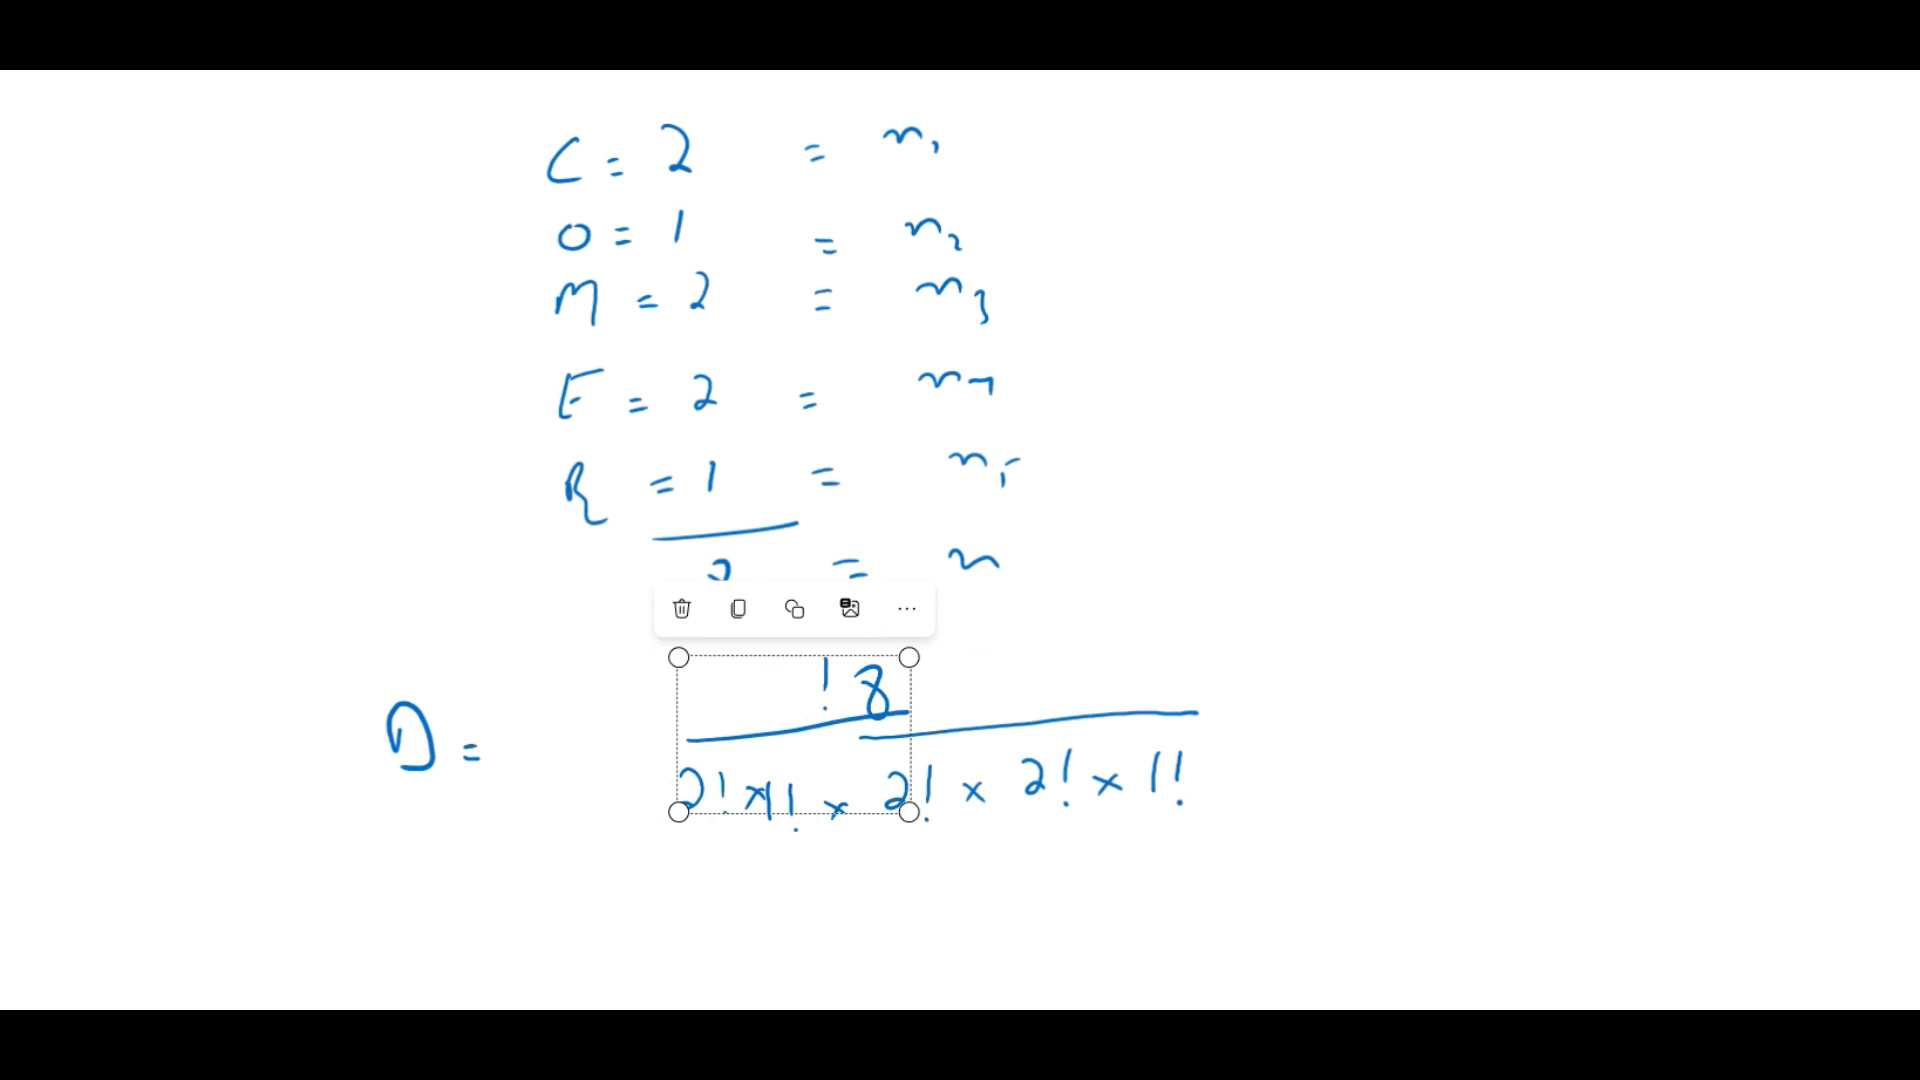 C = 2 = n1
O = 1 = n2
M = 2 = n3
E = 2 = n4
R = 1 = n5
= n
! 8
D =
2! × 1! × 2! × 2! × 1!